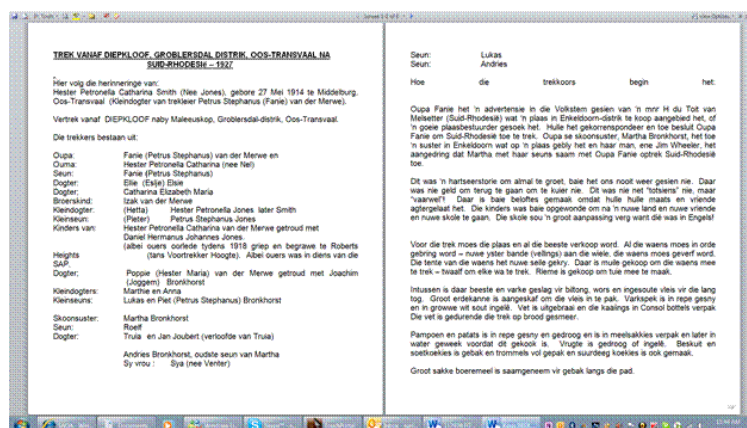 TREK VANAF DIEPKLOOF, GROBLERSDAL DISTRIK, OOS-TRANSVAAL NA
SUID-RHODESIë – 1927
Hier volg die herinneringe van:
Hester Petronella Catharina Smith (Nee Jones), gebore 27 Mei 1914 te Middelburg,
Oos-Transvaal (Kleindogter van trekleier Petrus Stephanus (Fanie) van der Merwe).
Vertrek vanaf DIEPKLOOF naby Maleeuskop, Groblersdal-distrik, Oos-Transvaal.
Die trekkers bestaan uit:
Oupa: Fanie (Petrus Stephanus) van der Merwe en
Ouma: Hester Petronella Catharina (nee Nel)
Seun: Fanie (Petrus Stephanus)
Dogter: Ellie (Eslje) Elsie
Dogter: Catharina Elizabeth Maria
Broerskind: Izak van der Merwe
Kleindogter: (Hetta) Hester Petronella Jones later Smith
Kleinseun: (Pieter) Petrus Stephanus Jones
Kinders van: Hester Petronella Catharina van der Merwe getroud met
Daniel Hermanus Johannes Jones.
(albei ouers oorlede tydens 1918 griep en begrawe te Roberts
Heights (tans Voortrekker Hoogte). Albei ouers was in diens van die
SAP.
Dogter; Poppie (Hester Maria) van der Merwe getroud met Joachim
(Joggem) Bronkhorst
Kleindogters: Marthie en Anna
Kleinseuns: Lukas en Piet (Petrus Stephanus) Bronkhorst
Skoonsuster: Martha Bronkhorst
Seun: Roelf
Dogter: Truia en Jan Joubert (verloofde van Truia)
Andries Bronkhorst, oudste seun van Martha
Sy vrou : Sya (nee Venter)
Seun: Lukas
Seun: Andries
Hoe die trekkoors begin het:
Oupa Fanie het 'n advertensie in die Volkstem gesien van 'n mnr H du Toit van
Melsetter (Suid-Rhodesië) wat 'n plaas in Enkeldoorn-distrik te koop aangebied het, of
'n goeie plaasbestuurder gesoek het. Hulle het gekorrespondeer en toe besluit Oupa
Fanie om na Suid-Rhodesië toe te trek. Oupa se skoonsuster, Martha Bronkhorst, het toe
'n suster in Enkeldoorn wat op 'n plaas gebly het en haar man, ene Jim Wheeler, het
aangedring dat Martha met haar seuns saam met Oupa Fanie optrek Suid-Rhodesië
toe.
Dit was 'n hartseerstorie om almal te groet, baie het ons nooit weer gesien nie. Daar
was nie geld om terug te gaan om te kuier nie. Dit was nie net "totsiens" nie, maar
"vaarwel"! Daar is baie beloftes gemaak omdat hulle hulle maats en vriende
agtergelaat het. Die kinders was baie opgewonde om na 'n nuwe land en nuwe vriende
en nuwe skole te gaan. Die skole sou 'n groot aanpassing verg want dié was in Engels!
Voor die trek moes die plaas en al die beeste verkoop word. Al die waens moes in orde
gebring word – nuwe yster bande (vellings) aan die wiele; die waens moes geverf word.
Die tente van die waens het nuwe seile gekry. Daar is mulle gekoop om die waens mee
te trek – twaalf om elke wa te trek. Rieme is gekoop om tuie mee te maak.
Intussen is daar beeste en varke geslag vir biltong, wors en ingesoute vleis vir die lang
tog. Groot erdekanne is aangeskaf om die vleis in te pak. Varkspek is in repe gesny
en in growwe wit sout ingelê. Vet is uitgebraai en die kaaiings in Consol bottels verpak
Die vet is gedurende die trek op brood gesmeer.
Pampoen en patats is in repe gesny en gedroog en is in meelsakkies verpak en later in
water geweek voordat dit gekook is. Vrugte is gedroog of ingelê. Beskuit en
soetkoekies is gebak en trommels vol gepak en suurdeeg koekies is ook gemaak.
Groot sakke boeremeel is saamgeneem vir gebak langs die pad.